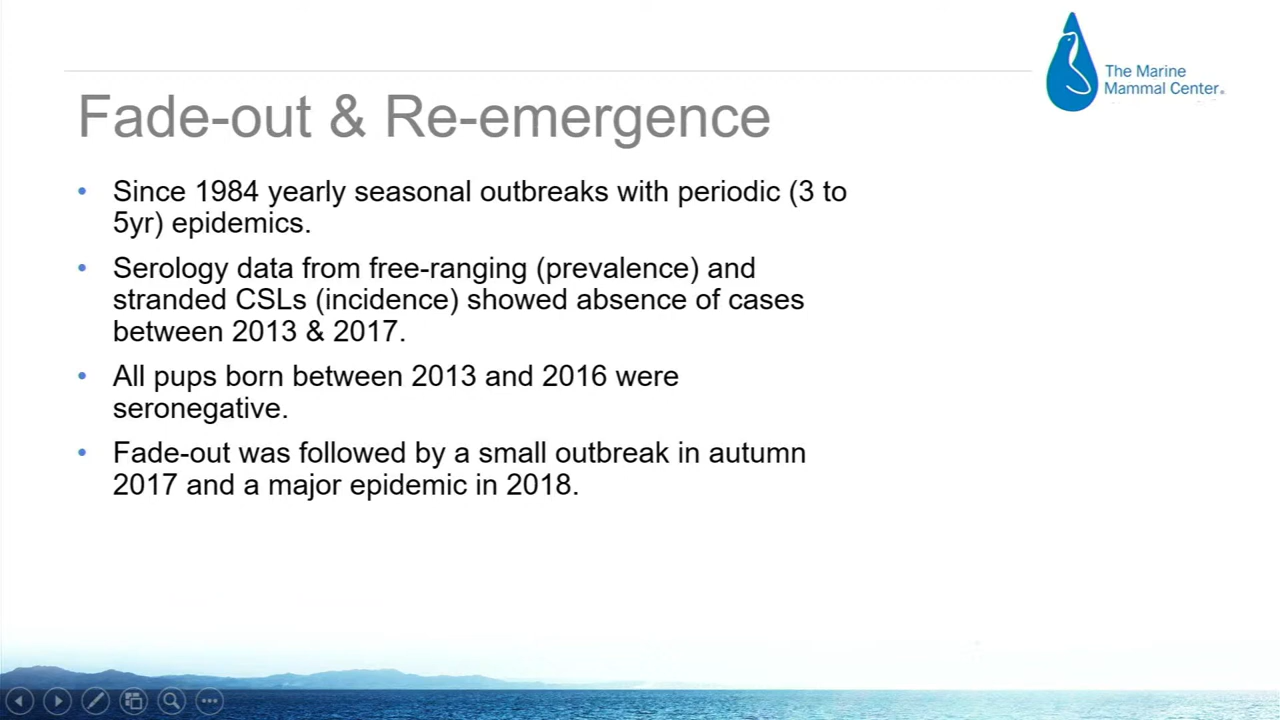 The Marine
Mammal Center®
Fade-out & Re-emergence
• Since 1984 yearly seasonal outbreaks with periodic (3 to
5yr) epidemics.
• Serology data from free-ranging (prevalence) and
stranded CSLs (incidence) showed absence of cases
between 2013 & 2017.
• All pups born between 2013 and 2016 were
seronegative.
• Fade-out was followed by a small outbreak in autumn
2017 and a major epidemic in 2018.